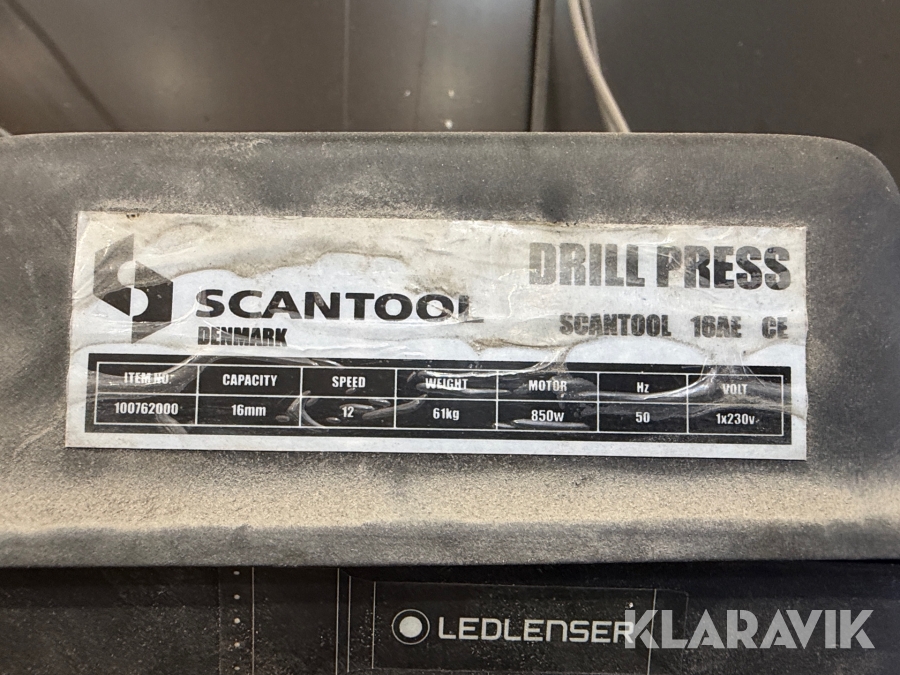 DRILL PRESS
SCANTOOL
DENMARK
SCANTOOL 16AE CE
ITEM NO. CAPACITY SPEED WEIGHT MOTOR Hz VOLT
100762000 16mm 12 61kg 850w 50 1x230v
LEDLENSER
KLARAVIK